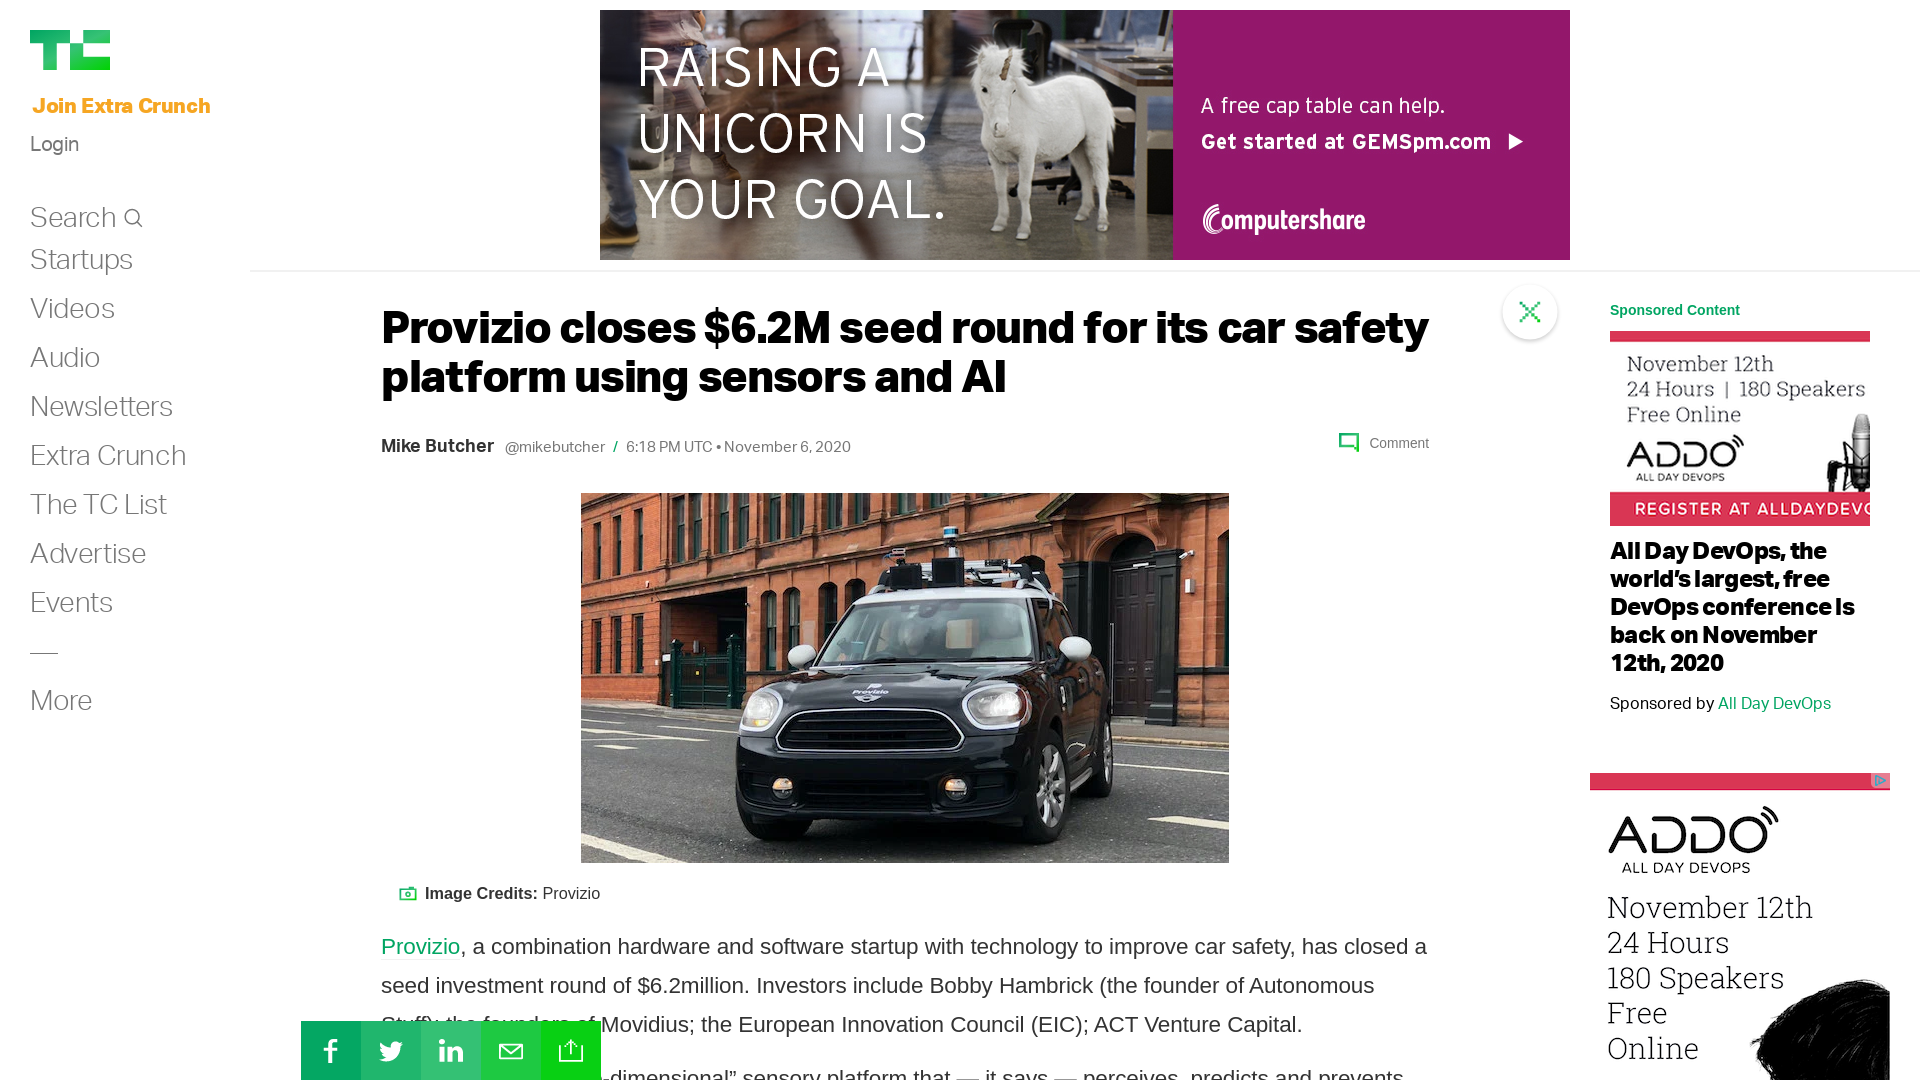 TC
Join Extra Crunch
Login
Search
Startups
Videos
Audio
Newsletters
Extra Crunch
The TC List
Advertise
Events
More
RAISING A
UNICORN IS
YOUR GOAL.
A free cap table can help.
Get started at GEMSpm.com
Computershare
Provizio closes $6.2M seed round for its car safety
platform using sensors and AI
Mike Butcher @mikebutcher / 6:18 PM UTC • November 6, 2020
Comment
Provizio
Image Credits: Provizio
Provizio, a combination hardware and software startup with technology to improve car safety, has closed a
seed investment round of $6.2million. Investors include Bobby Hambrick (the founder of Autonomous
Stuff); the founders of Movidius; the European Innovation Council (EIC); ACT Venture Capital.
-dimensional” sensory platform that — it says — perceives, predicts and prevents
Sponsored Content
November 12th
24 Hours | 180 Speakers
Free Online
ADDO
ALL DAY DEVOPS
REGISTER AT ALLDAYDEVO
All Day DevOps, the
world’s largest, free
DevOps conference Is
back on November
12th, 2020
Sponsored by All Day DevOps
ADDO
ALL DAY DEVOPS
November 12th
24 Hours
180 Speakers
Free
Online